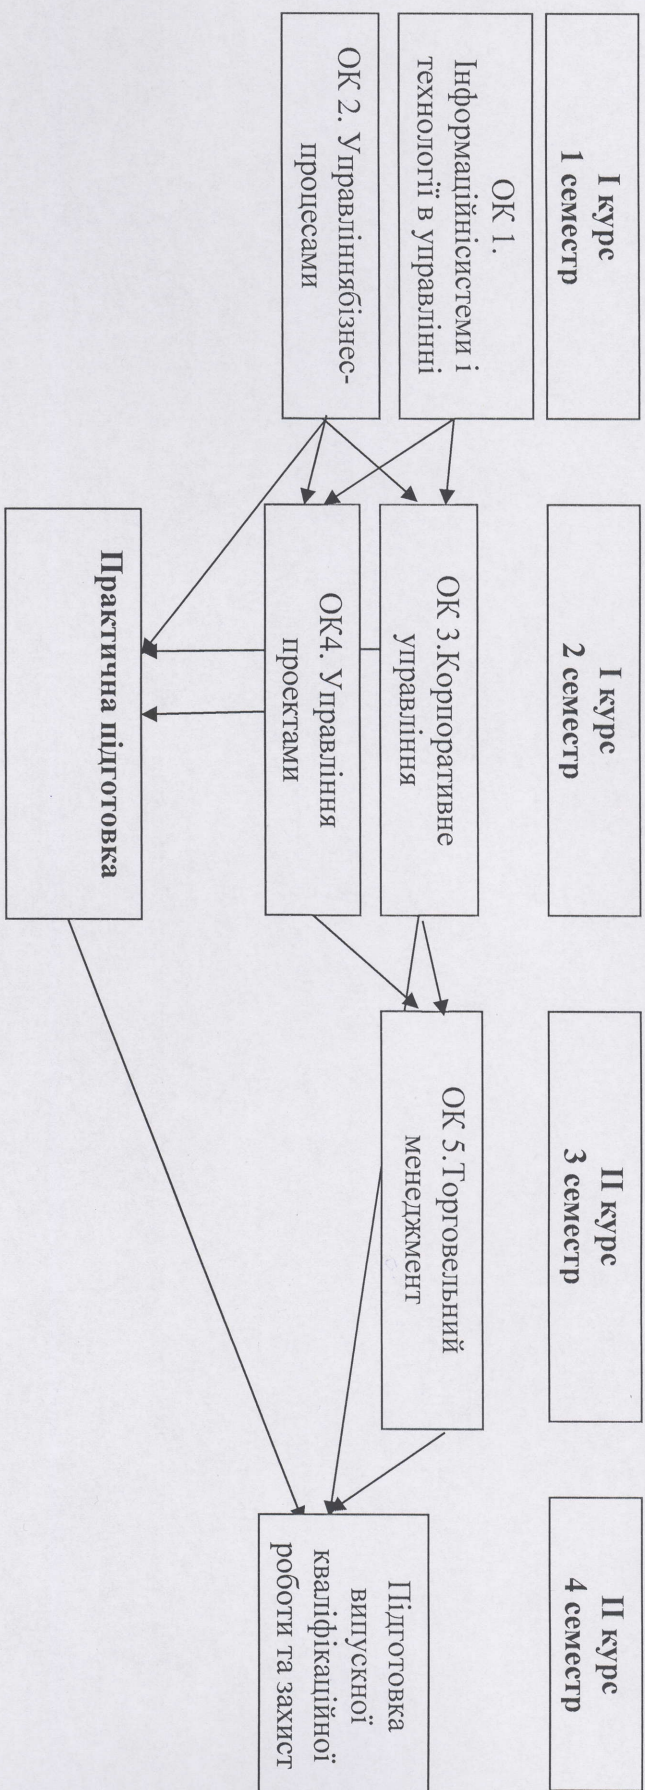 І курс
1 семестр
І курс
2 семестр
ІІ курс
3 семестр
ІІ курс
4 семестр
ОК 1.
Інформаційнісистеми і
технології в управлінні
ОК 2. Управліннябізнес-
процесами
ОК 3.Корпоративне
управління
ОК4. Управління
проектами
Практична підготовка
ОК 5.Торговельний
менеджмент
Підготовка
випускної
кваліфікаційної
роботи та захист